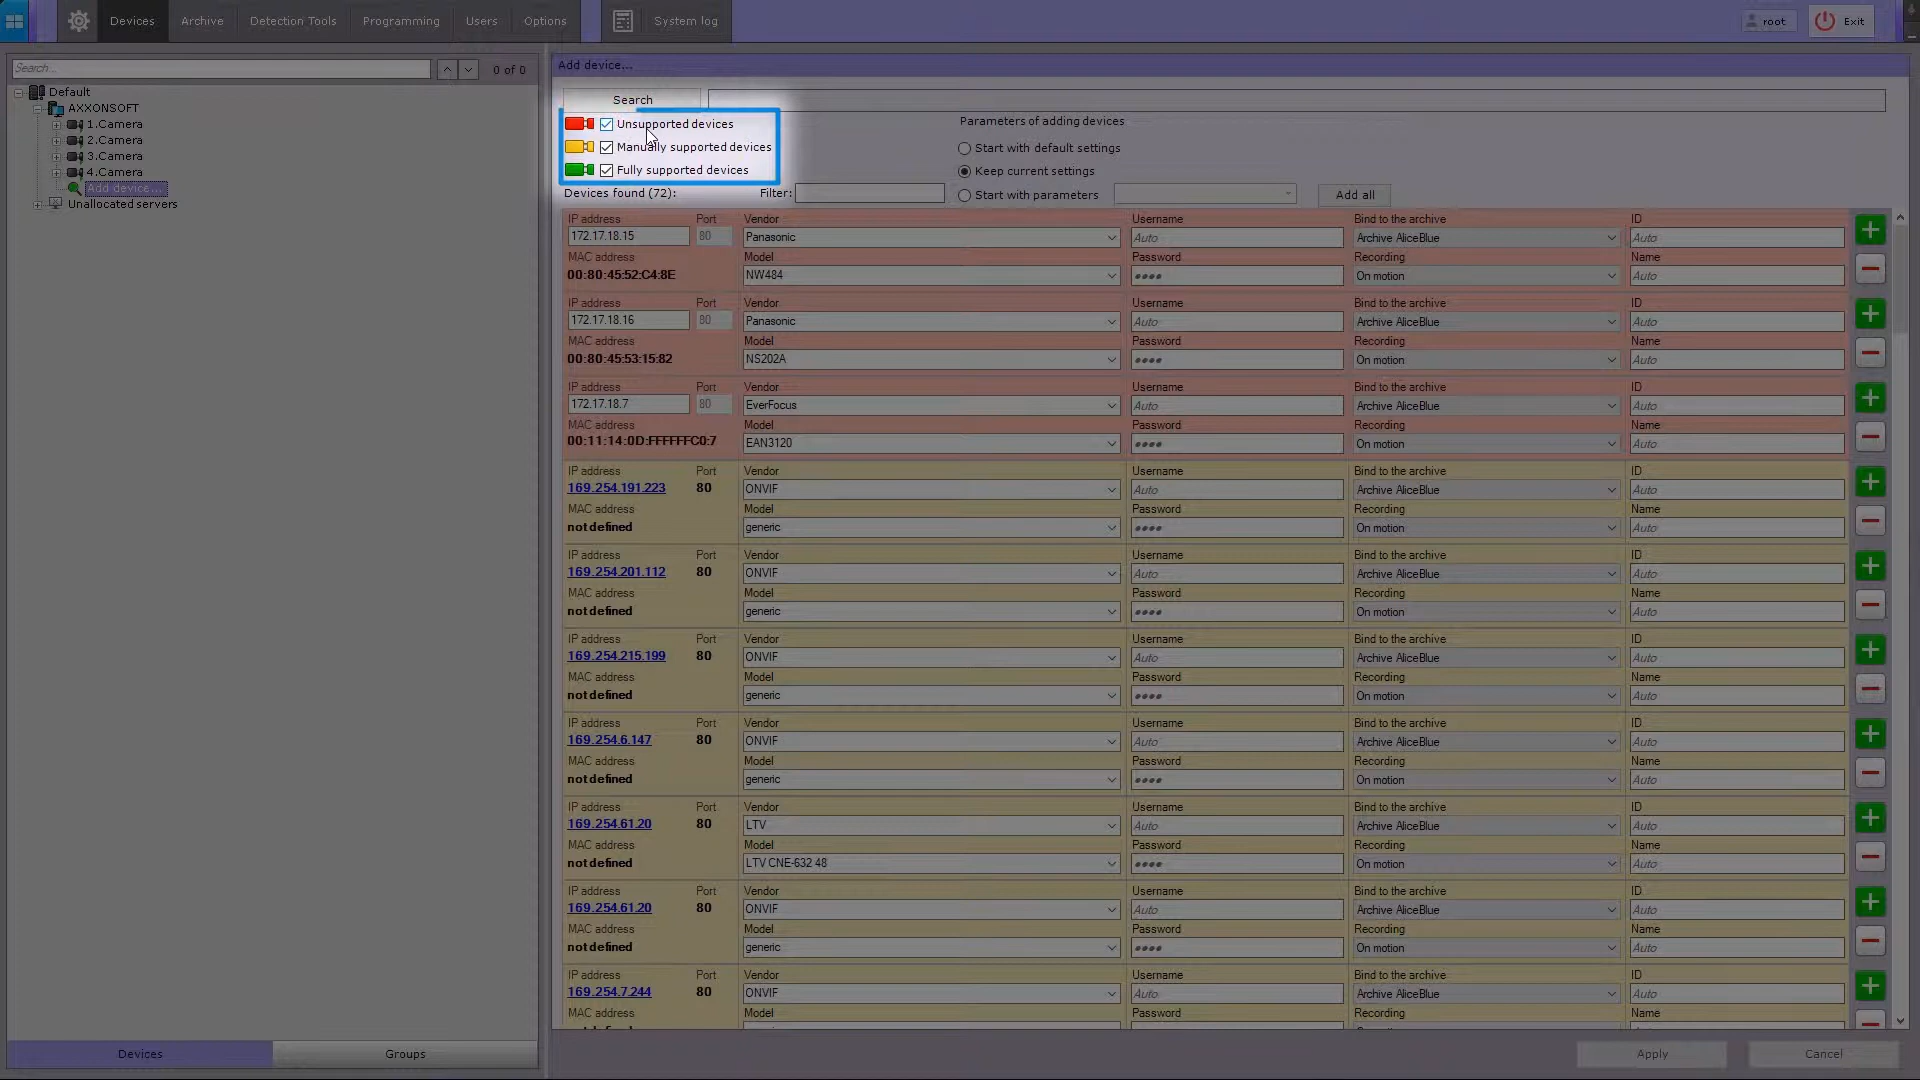 Devices Archive Detection Tools Programming Users Options System log root Exit
Search... 0 of 0
Default
AXXONSOFT
1.Camera
2.Camera
3.Camera
4.Camera
Add device...
Unallocated servers
Devices Groups
Add device...
Search
Unsupported devices
Manually supported devices
Fully supported devices
Parameters of adding devices
Start with default settings
Keep current settings
Start with parameters Add all
Devices found (72): Filter:
IP address Port Vendor Username Bind to the archive ID
172.17.18.15 80 Panasonic Auto Archive AliceBlue Auto
MAC address Model Password Recording Name
00:80:45:52:C4:8E NW484 •••• On motion Auto
IP address Port Vendor Username Bind to the archive ID
172.17.18.16 80 Panasonic Auto Archive AliceBlue Auto
MAC address Model Password Recording Name
00:80:45:53:15:82 NS202A •••• On motion Auto
IP address Port Vendor Username Bind to the archive ID
172.17.18.7 80 EverFocus Auto Archive AliceBlue Auto
MAC address Model Password Recording Name
00:11:14:0D:FFFFFFC0:7 EAN3120 •••• On motion Auto
IP address Port Vendor Username Bind to the archive ID
169.254.191.223 80 ONVIF Auto Archive AliceBlue Auto
MAC address Model Password Recording Name
not defined generic •••• On motion Auto
IP address Port Vendor Username Bind to the archive ID
169.254.201.112 80 ONVIF Auto Archive AliceBlue Auto
MAC address Model Password Recording Name
not defined generic •••• On motion Auto
IP address Port Vendor Username Bind to the archive ID
169.254.215.199 80 ONVIF Auto Archive AliceBlue Auto
MAC address Model Password Recording Name
not defined generic •••• On motion Auto
IP address Port Vendor Username Bind to the archive ID
169.254.6.147 80 ONVIF Auto Archive AliceBlue Auto
MAC address Model Password Recording Name
not defined generic •••• On motion Auto
IP address Port Vendor Username Bind to the archive ID
169.254.61.20 80 LTV Auto Archive AliceBlue Auto
MAC address Model Password Recording Name
not defined LTV CNE-632 48 •••• On motion Auto
IP address Port Vendor Username Bind to the archive ID
169.254.61.20 80 ONVIF Auto Archive AliceBlue Auto
MAC address Model Password Recording Name
not defined generic •••• On motion Auto
IP address Port Vendor Username Bind to the archive ID
169.254.7.244 80 ONVIF Auto Archive AliceBlue Auto
MAC address Model Password Recording Name
Apply Cancel